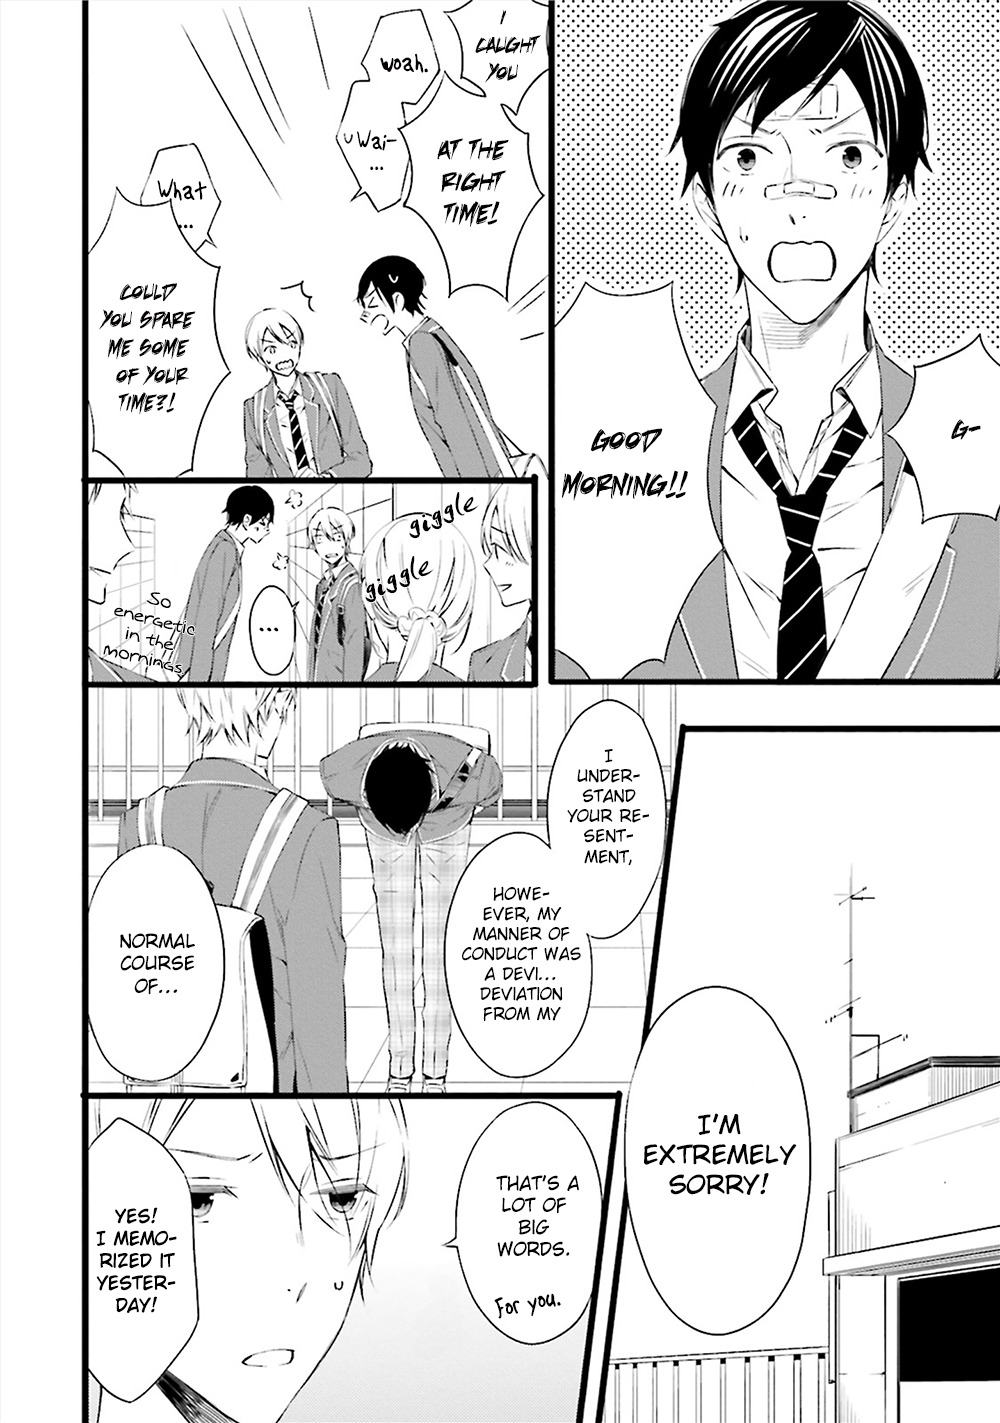 G-
GOOD
MORNING!!
I
CAUGHT
YOU
AT THE
RIGHT
TIME!
woah.
Wai-
...
What
...
COULD
YOU SPARE
ME SOME
OF YOUR
TIME?!
giggle
giggle
...
So
energetic
in the
mornings
I'M
EXTREMELY
SORRY!
I
UNDER-
STAND
YOUR RE-
SENT-
MENT,
HOWE-
EVER, MY
MANNER OF
CONDUCT WAS
A DEVI...
DEVIATION
FROM MY
NORMAL
COURSE
OF...
THAT'S A
LOT OF
BIG
WORDS.
For you.
YES!
I MEMO-
RIZED IT
YESTER-
DAY!